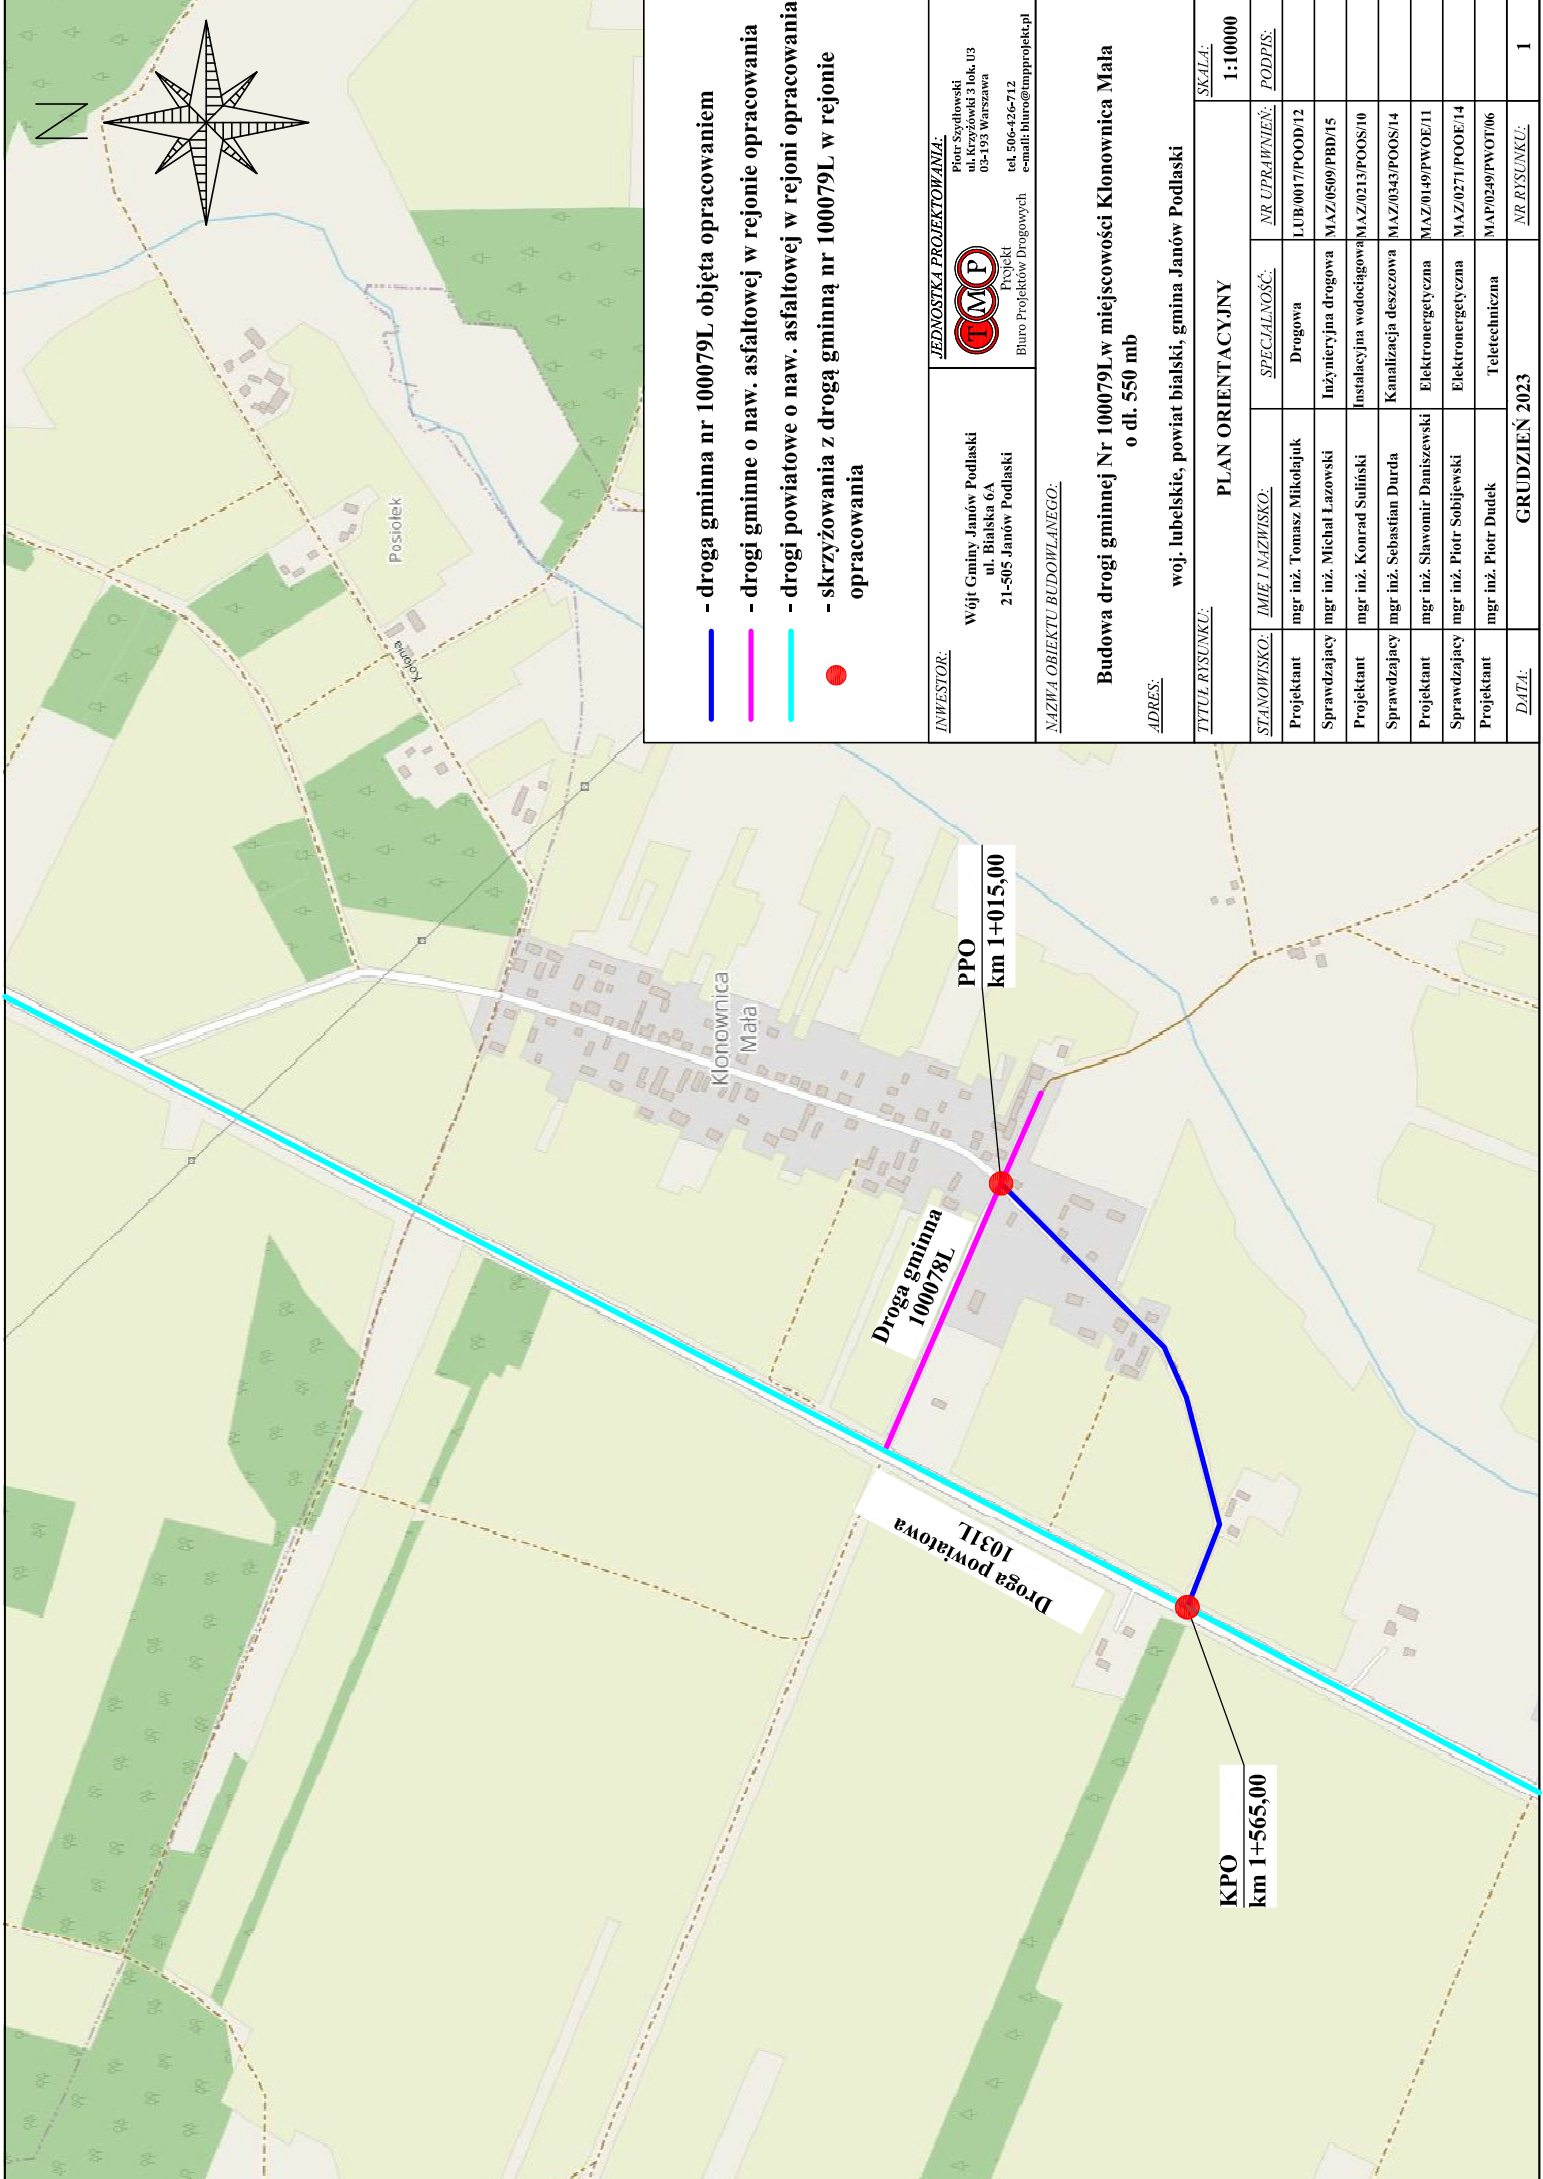 N
- droga gminna nr 100079L objęta opracowaniem
- drogi gminne o naw. asfaltowej w rejonie opracowania
- drogi powiatowe o naw. asfaltowej w rejoni opracowania
- skrzyżowania z drogą gminną nr 100079L w rejonie
opracowania
INWESTOR:
Wójt Gminy Janów Podlaski
ul. Bialska 6A
21-505 Janów Podlaski
JEDNOSTKA PROJEKTOWANIA:
TMP
Projekt
Biuro Projektów Drogowych
Piotr Szydłowski
ul. Krzyżówki 3 lok. U3
03-193 Warszawa
tel. 506-426-712
e-mail: biuro@tmpprojekt.pl
NAZWA OBIEKTU BUDOWLANEGO:
Budowa drogi gminnej Nr 100079Lw miejscowości Klonownica Mała
o dł. 550 mb
ADRES:
woj. lubelskie, powiat bialski, gmina Janów Podlaski
TYTUŁ RYSUNKU:
PLAN ORIENTACYJNY
SKALA:
1:10000
STANOWISKO: IMIĘ I NAZWISKO: SPECJALNOŚĆ: NR UPRAWNIEŃ: PODPIS:
Projektant mgr inż. Tomasz Mikołajuk Drogowa LUB/0017/POOD/12
Sprawdzający mgr inż. Michał Łazowski Inżynieryjna drogowa MAZ/0509/PBD/15
Projektant mgr inż. Konrad Suliński Instalacyjna wodociągowa MAZ/0213/POOS/10
Sprawdzający mgr inż. Sebastian Durda Kanalizacja deszczowa MAZ/0343/POOS/14
Projektant mgr inż. Sławomir Daniszewski Elektronergetyczna MAZ/0149/PWOE/11
Sprawdzający mgr inż. Piotr Sobijewski Elektronergetyczna MAZ/0271/POOE/14
Projektant mgr inż. Piotr Dudek Teletechniczna MAP/0249/PWOT/06
DATA: GRUDZIEŃ 2023 NR RYSUNKU: 1
Posiołek
Kolonia
Klonownica
Mała
PPO
km 1+015,00
Droga gminna
100078L
Droga powiatowa
1031L
KPO
km 1+565,00